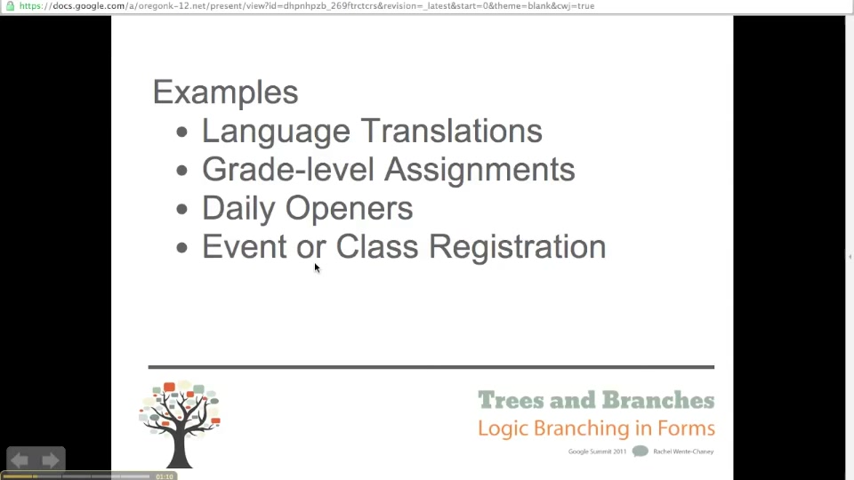 https://docs.google.com/a/oregonk-12.net/present/view?id=dhpnhpzb_269ftrctcrs&revision=_latest&start=0&theme=blank&cwj=true
Examples
• Language Translations
• Grade-level Assignments
• Daily Openers
• Event or Class Registration
Trees and Branches
Logic Branching in Forms
Google Summit 2011 Rachel Wente-Chaney
01:10